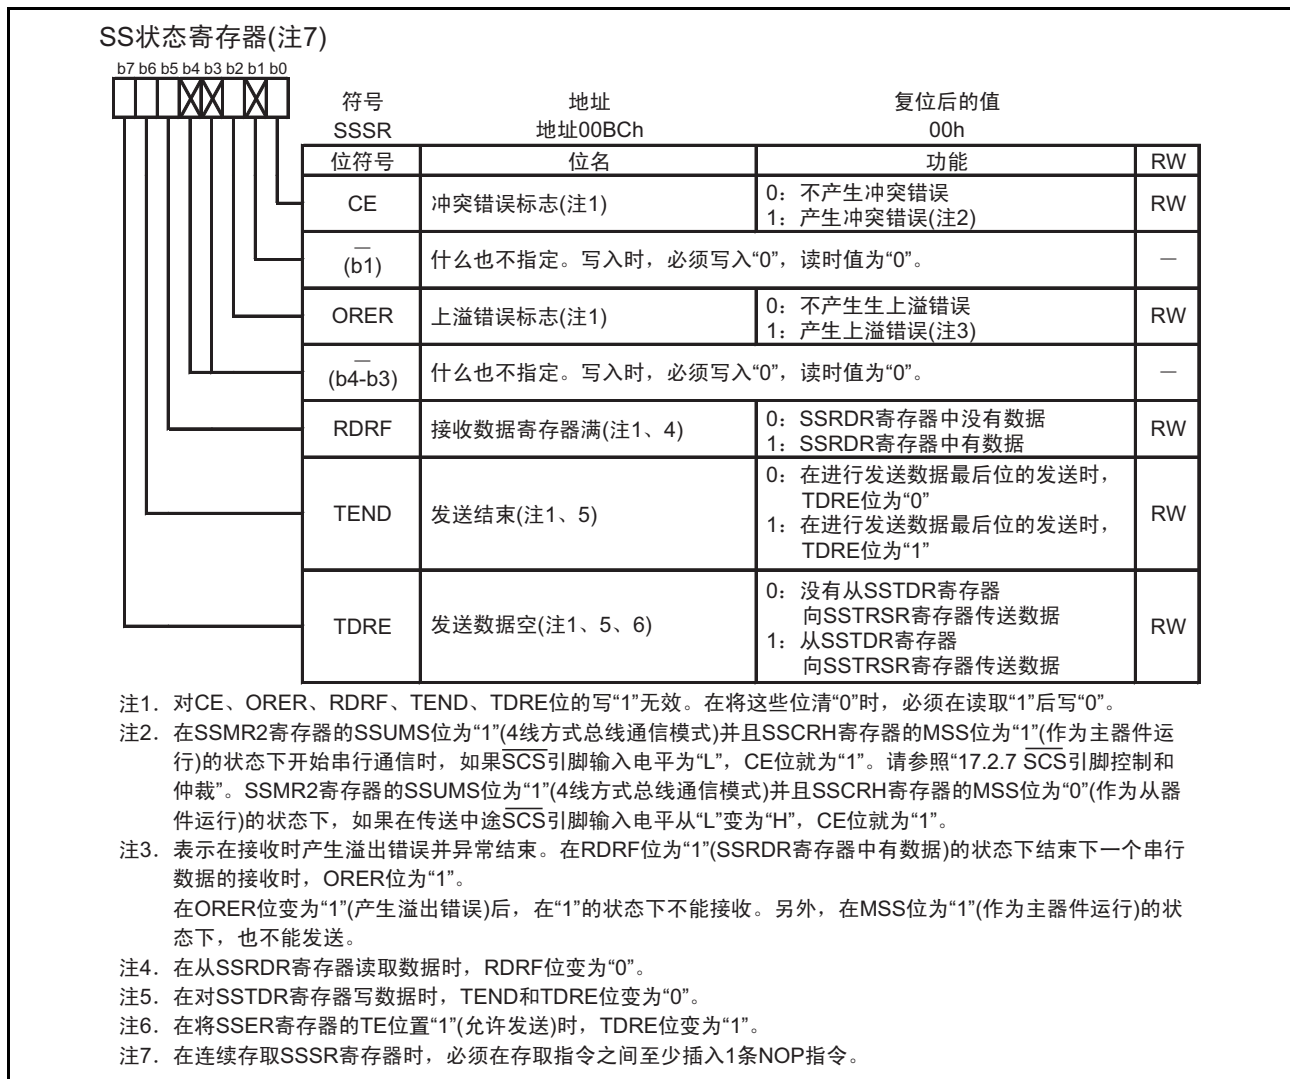 SS状态寄存器(注7)
b7 b6 b5 b4 b3 b2 b1 b0
符号 地址 复位后的值
SSSR 地址00BCh 00h
位符号 位名 功能 RW
CE 冲突错误标志(注1) 0：不产生冲突错误 RW
1：产生冲突错误(注2)
—
(b1) 什么也不指定。写入时，必须写入“0”，读时值为“0”。 —
ORER 上溢错误标志(注1) 0：不产生生上溢错误 RW
1：产生上溢错误(注3)
—
(b4-b3) 什么也不指定。写入时，必须写入“0”，读时值为“0”。 —
RDRF 接收数据寄存器满(注1、4) 0：SSRDR寄存器中没有数据 RW
1：SSRDR寄存器中有数据
TEND 发送结束(注1、5) 0：在进行发送数据最后位的发送时， RW
TDRE位为“0”
1：在进行发送数据最后位的发送时，
TDRE位为“1”
TDRE 发送数据空(注1、5、6) 0：没有从SSTDR寄存器 RW
向SSTRSR寄存器传送数据
1：从SSTDR寄存器
向SSTRSR寄存器传送数据
注1. 对CE、ORER、RDRF、TEND、TDRE位的写“1”无效。在将这些位清“0”时，必须在读取“1”后写“0”。
注2. 在SSMR2寄存器的SSUMS位为“1”(4线方式总线通信模式)并且SSCRH寄存器的MSS位为“1”(作为主器件运
行)的状态下开始串行通信时，如果S̅C̅S̅引脚输入电平为“L”，CE位就为“1”。请参照“17.2.7 S̅C̅S̅引脚控制和
仲裁”。SSMR2寄存器的SSUMS位为“1”(4线方式总线通信模式)并且SSCRH寄存器的MSS位为“0”(作为从器
件运行)的状态下，如果在传送中途S̅C̅S̅引脚输入电平从“L”变为“H”，CE位就为“1”。
注3. 表示在接收时产生溢出错误并异常结束。在RDRF位为“1”(SSRDR寄存器中有数据)的状态下结束下一个串行
数据的接收时，ORER位为“1”。
在ORER位变为“1”(产生溢出错误)后，在“1”的状态下不能接收。另外，在MSS位为“1”(作为主器件运行)的状
态下，也不能发送。
注4. 在从SSRDR寄存器读取数据时，RDRF位变为“0”。
注5. 在对SSTDR寄存器写数据时，TEND和TDRE位变为“0”。
注6. 在将SSER寄存器的TE位置“1”(允许发送)时，TDRE位变为“1”。
注7. 在连续存取SSSR寄存器时，必须在存取指令之间至少插入1条NOP指令。